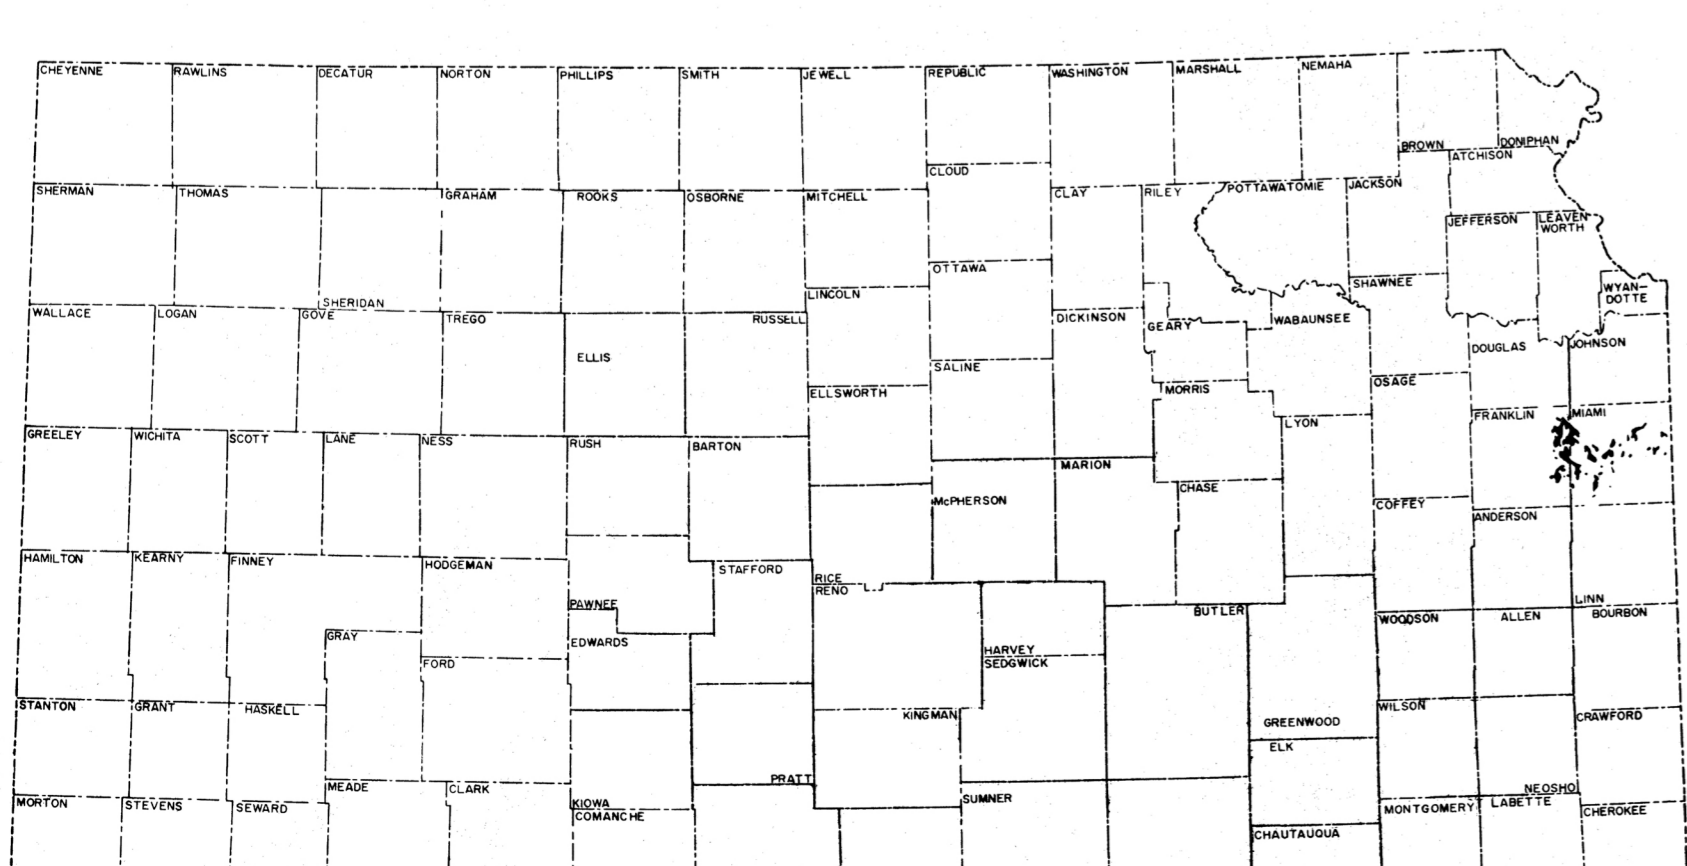 CHEYENNE RAWLINS DECATUR NORTON PHILLIPS SMITH JEWELL REPUBLIC WASHINGTON MARSHALL NEMAHA
BROWN DONIPHAN
ATCHISON
CLOUD
SHERMAN THOMAS GRAHAM ROOKS OSBORNE MITCHELL CLAY RILEY POTTAWATOMIE JACKSON
JEFFERSON LEAVEN
WORTH
OTTAWA
SHAWNEE
WYAN-
DOTTE
LINCOLN
SHERIDAN
WALLACE LOGAN GOVE TREGO RUSSELL DICKINSON GEARY WABAUNSEE
DOUGLAS JOHNSON
ELLIS
SALINE
OSAGE
ELLSWORTH MORRIS
FRANKLIN MIAMI
LYON
GREELEY WICHITA SCOTT LANE NESS RUSH BARTON
MARION
CHASE
McPHERSON COFFEY
ANDERSON
HAMILTON KEARNY FINNEY HODGEMAN STAFFORD
RICE
RENO
LINN
PAWNEE BUTLER WOODSON ALLEN BOURBON
GRAY EDWARDS
HARVEY
FORD SEDGWICK
STANTON GRANT HASKELL WILSON
KINGMAN GREENWOOD CRAWFORD
ELK
PRATT
MEADE CLARK NEOSHO
MORTON STEVENS SEWARD KIOWA SUMNER MONTGOMERY LABETTE
COMANCHE CHEROKEE
CHAUTAUQUA